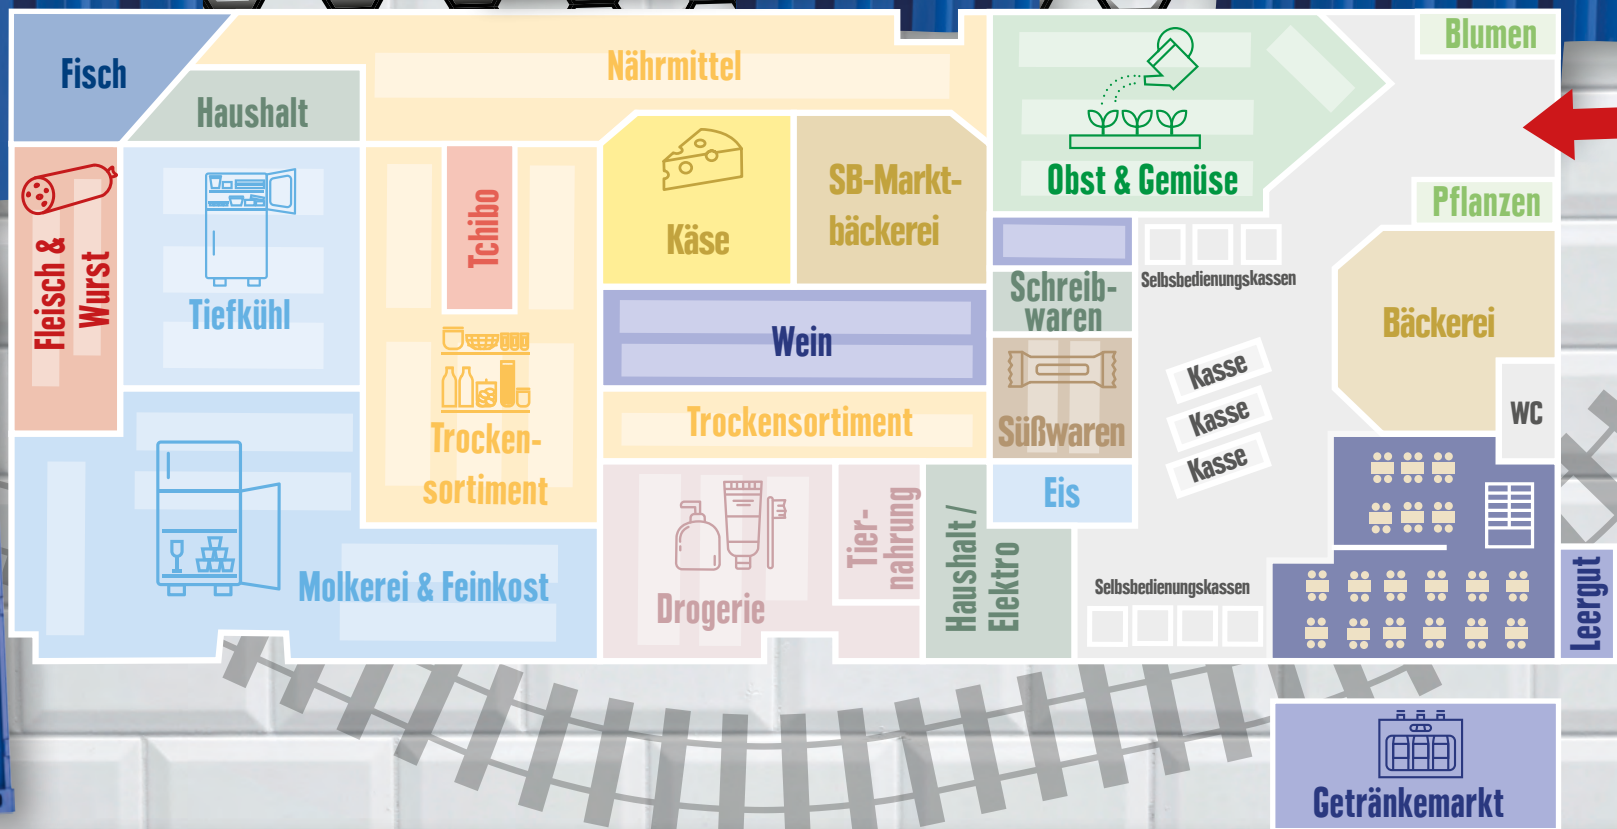 Fisch
Haushalt
Nährmittel
Blumen
Fleisch &
Wurst
Tiefkühl
Tchibo
Käse
SB-Markt-
bäckerei
Obst & Gemüse
Pflanzen
Selbsbedienungskassen
Schreib-
waren
Bäckerei
Wein
Kasse
Kasse
Kasse
WC
Trocken-
sortiment
Trockensortiment
Süßwaren
Eis
Molkerei & Feinkost
Drogerie
Tier-
nahrung
Haushalt /
Elektro
Selbsbedienungskassen
Leergut
Getränkemarkt